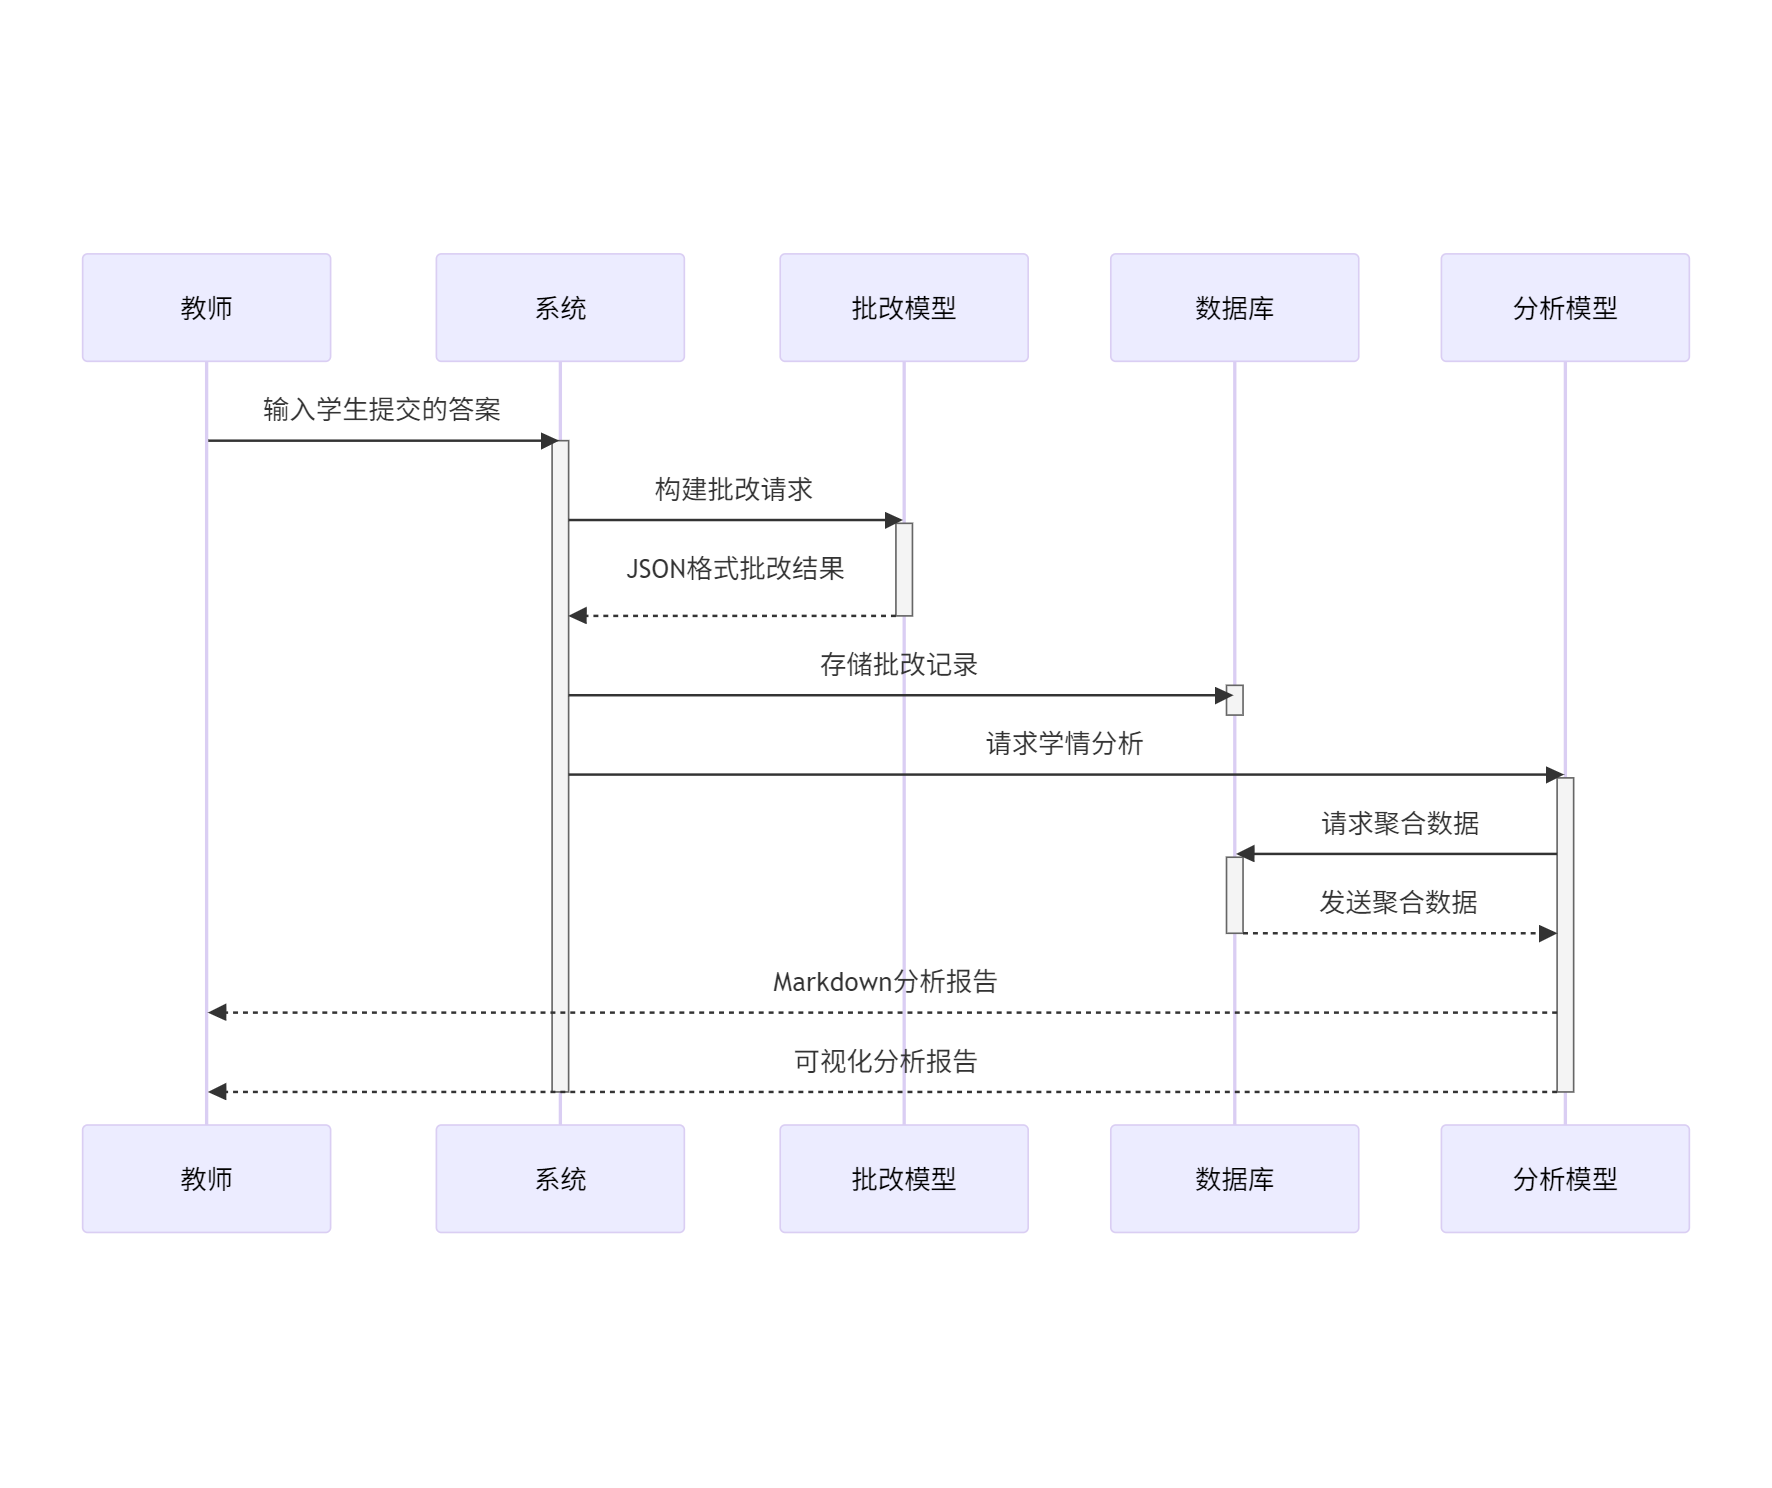 教师
系统
批改模型
数据库
分析模型
输入学生提交的答案
构建批改请求
JSON格式批改结果
存储批改记录
请求学情分析
请求聚合数据
发送聚合数据
Markdown分析报告
可视化分析报告
教师
系统
批改模型
数据库
分析模型